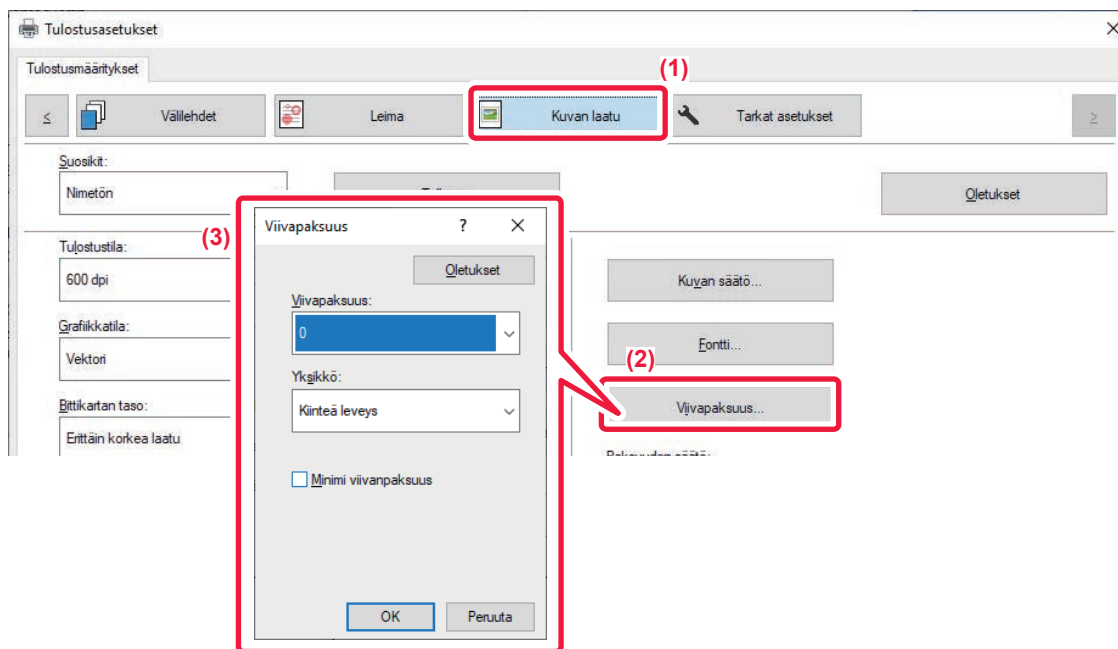 Tulostusasetukset
Tulostusmääritykset
(1)
≤ Välilehdet Leima Kuvan laatu Tarkat asetukset ≥
Suosikit:
Nimetön
Oletukset
(3)
Viivapaksuus ?
Oletukset
Viivapaksuus:
0
Yksikkö:
Kiinteä leveys
Minimi viivanpaksuus
OK Peruuta
Tulostustila:
600 dpi
Grafiikkatila:
Vektori
Bittikartan taso:
Erittäin korkea laatu
Kuvan säätö...
Fontti...
(2)
Viivapaksuus...